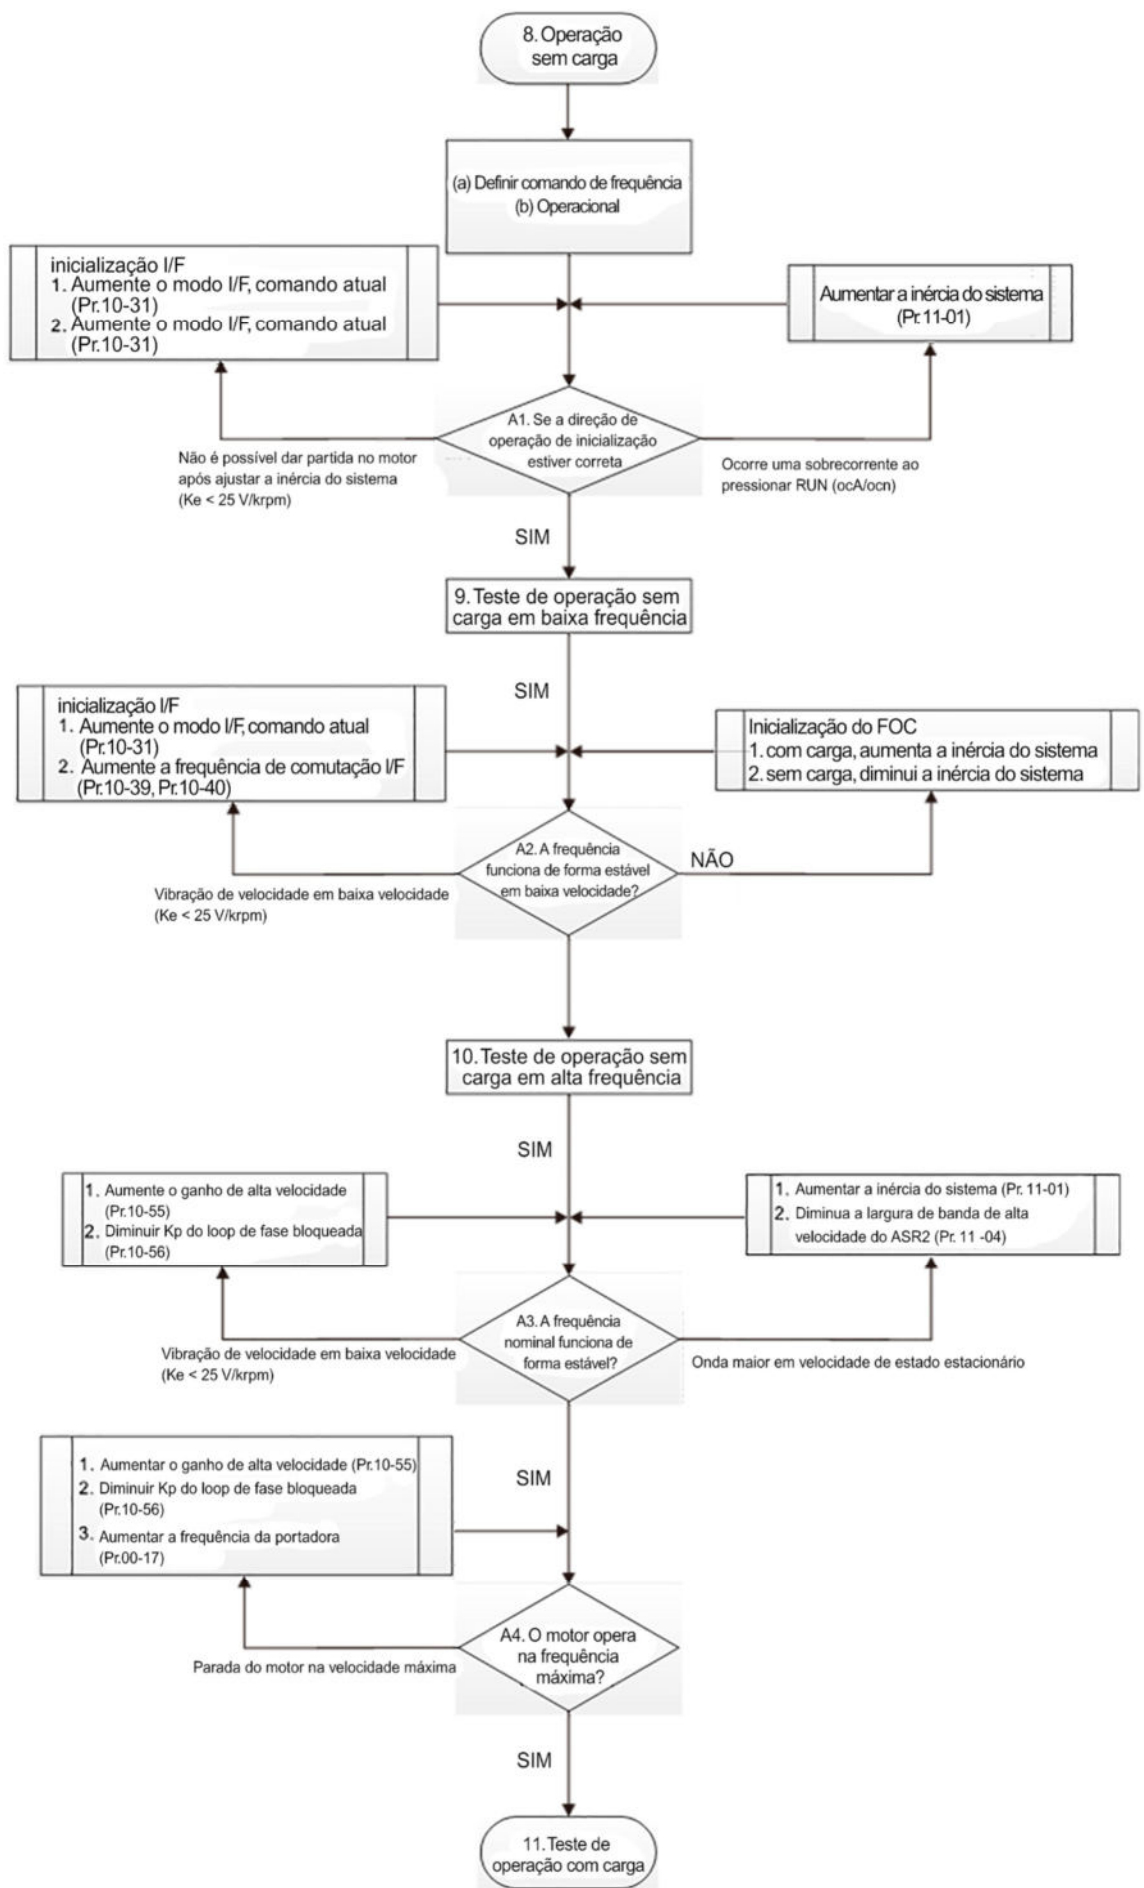 8. Operação
sem carga
(a) Definir comando de frequência
(b) Operacional
inicialização I/F
1. Aumente o modo I/F, comando atual
(Pr.10-31)
2. Aumente o modo I/F, comando atual
(Pr.10-31)
Aumentar a inércia do sistema
(Pr.11-01)
A1. Se a direção de
operação de inicialização
estiver correta
Não é possível dar partida no motor
após ajustar a inércia do sistema
(Ke < 25 V/krpm)
Ocorre uma sobrecorrente ao
pressionar RUN (ocA/ocn)
SIM
9. Teste de operação sem
carga em baixa frequência
SIM
inicialização I/F
1. Aumente o modo I/F, comando atual
(Pr.10-31)
2. Aumente a frequência de comutação I/F
(Pr.10-39, Pr.10-40)
Inicialização do FOC
1. com carga, aumenta a inércia do sistema
2. sem carga, diminui a inércia do sistema
A2. A frequência
funciona de forma estável
em baixa velocidade?
NÃO
Vibração de velocidade em baixa velocidade
(Ke < 25 V/krpm)
10. Teste de operação sem
carga em alta frequência
SIM
1. Aumente o ganho de alta velocidade
(Pr.10-55)
2. Diminuir Kp do loop de fase bloqueada
(Pr.10-56)
1. Aumentar a inércia do sistema (Pr. 11-01)
2. Diminua a largura de banda de alta
velocidade do ASR2 (Pr. 11 -04)
A3. A frequência
nominal funciona de
forma estável?
Vibração de velocidade em baixa velocidade
(Ke < 25 V/krpm)
Onda maior em velocidade de estado estacionário
SIM
1. Aumentar o ganho de alta velocidade (Pr.10-55)
2. Diminuir Kp do loop de fase bloqueada
(Pr.10-56)
3. Aumentar a frequência da portadora
(Pr.00-17)
A4. O motor opera
na frequência
máxima?
Parada do motor na velocidade máxima
SIM
11. Teste de
operação com carga